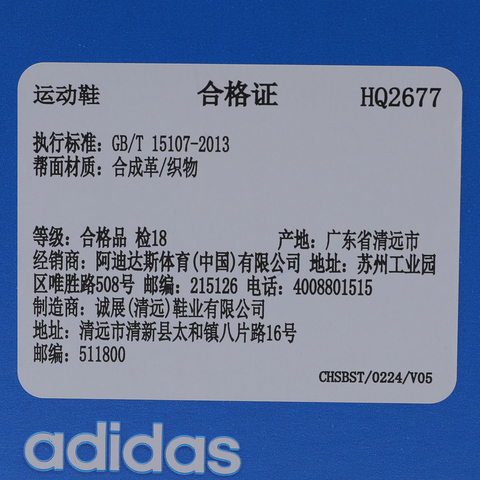 运动鞋 合格证 HQ2677
执行标准：GB/T 15107-2013
帮面材质：合成革/织物
等级：合格品 检18 产地：广东省清远市
经销商：阿迪达斯体育(中国)有限公司 地址：苏州工业园
区唯胜路508号 邮编：215126 电话：4008801515
制造商：诚展(清远)鞋业有限公司
地址：清远市清新县太和镇八片路16号
邮编：511800
CHSBST/0224/V05
adidas